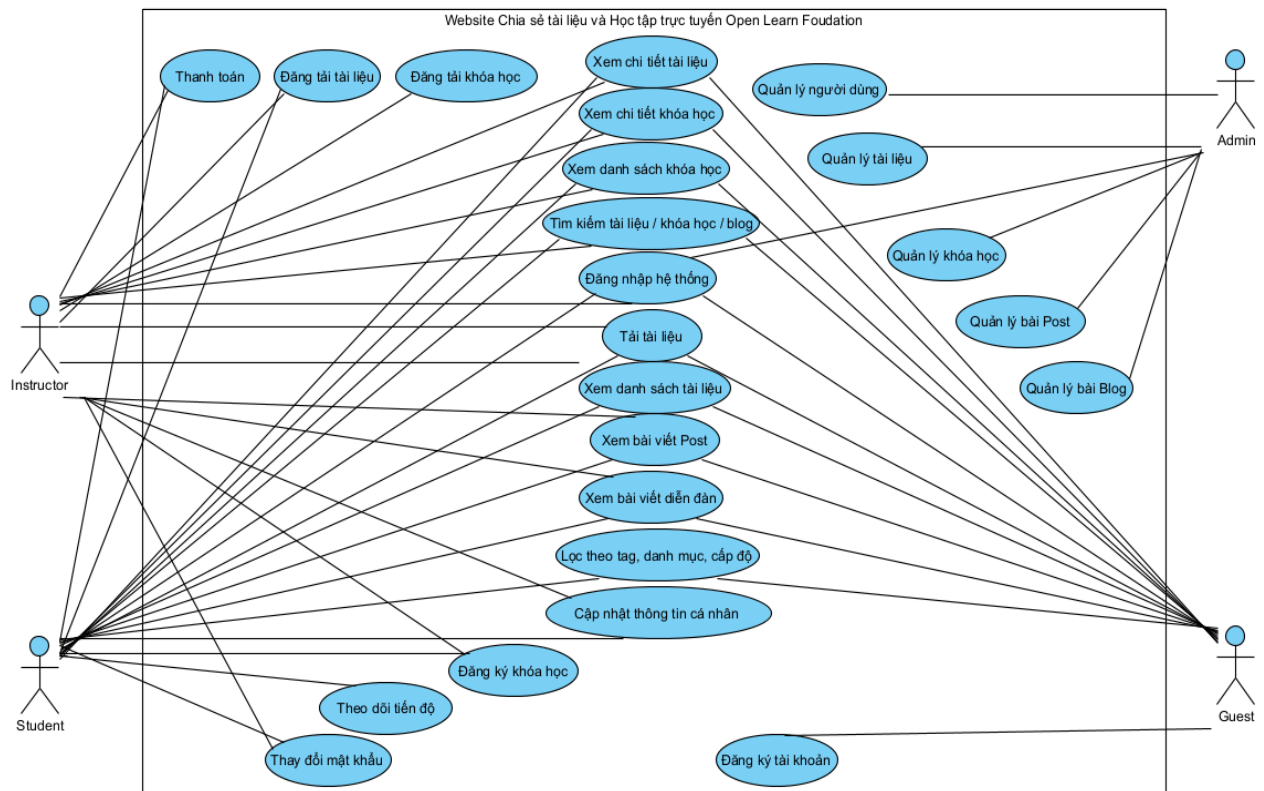 Website Chia sẻ tài liệu và Học tập trực tuyến Open Learn Foudation
Thanh toán
Đăng tải tài liệu
Đăng tải khóa học
Xem chi tiết tài liệu
Quản lý người dùng
Xem chi tiết khóa học
Admin
Quản lý tài liệu
Xem danh sách khóa học
Tìm kiếm tài liệu / khóa học / blog
Quản lý khóa học
Đăng nhập hệ thống
Quản lý bài Post
Tải tài liệu
Instructor
Xem danh sách tài liệu
Quản lý bài Blog
Xem bài viết Post
Xem bài viết diễn đàn
Lọc theo tag, danh mục, cấp độ
Cập nhật thông tin cá nhân
Đăng ký khóa học
Theo dõi tiến độ
Student
Guest
Thay đổi mật khẩu
Đăng ký tài khoản